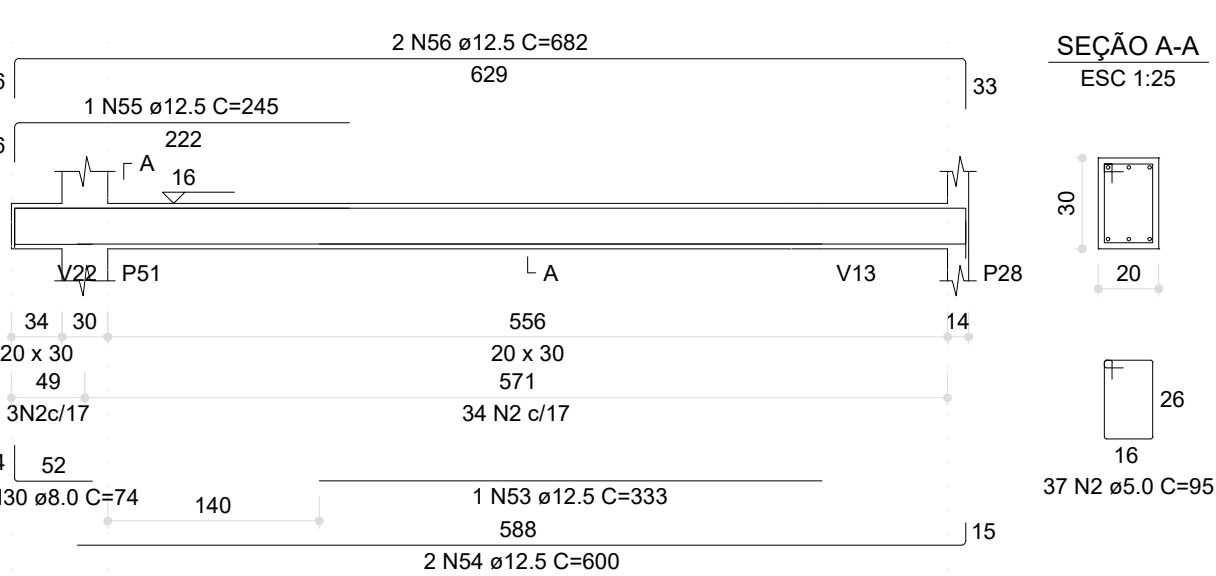 2 N56 ø12.5 C=682
629
33
1 N55 ø12.5 C=245
222
A
16
V22 P51
A
V13
P28
34 30 556 14
20 x 30
20 x 30
49 571
3N2c/17
34 N2 c/17
52
ø8.0 C=74
140
1 N53 ø12.5 C=333
588
15
2 N54 ø12.5 C=600
SEÇÃO A-A
ESC 1:25
30
20
26
16
37 N2 ø5.0 C=95